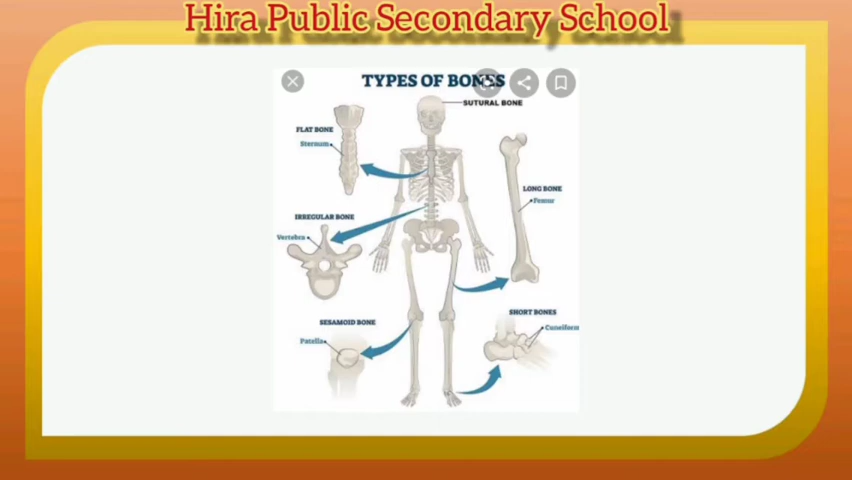 Hira Public Secondary School
TYPES OF BONES
SUTURAL BONE
FLAT BONE
Sternum
LONG BONE
Femur
IRREGULAR BONE
Vertebra
SESAMOID BONE
Patella
SHORT BONES
Cuneiform